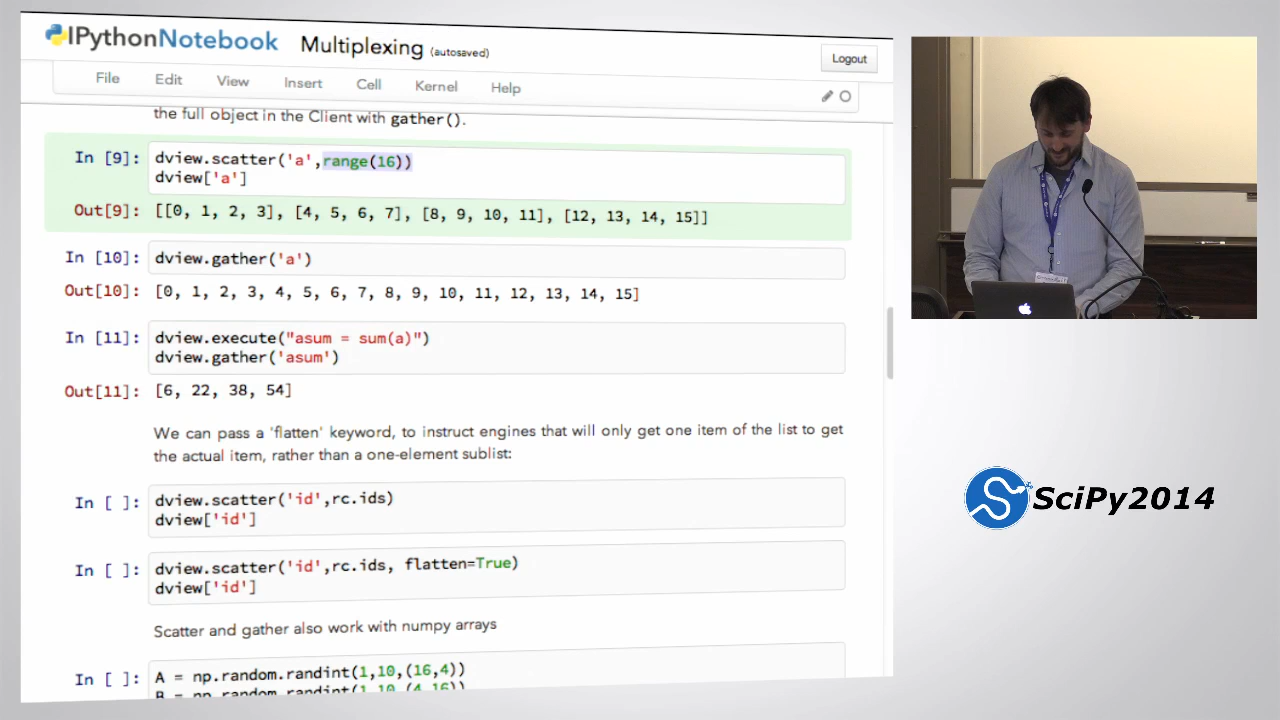 IPythonNotebook Multiplexing (autosaved)
Logout
File Edit View Insert Cell Kernel Help
the full object in the Client with gather().
In [9]: dview.scatter('a',range(16))
dview['a']
Out[9]: [[0, 1, 2, 3], [4, 5, 6, 7], [8, 9, 10, 11], [12, 13, 14, 15]]
In [10]: dview.gather('a')
Out[10]: [0, 1, 2, 3, 4, 5, 6, 7, 8, 9, 10, 11, 12, 13, 14, 15]
In [11]: dview.execute("asum = sum(a)")
dview.gather('asum')
Out[11]: [6, 22, 38, 54]
We can pass a 'flatten' keyword, to instruct engines that will only get one item of the list to get
the actual item, rather than a one-element sublist:
In [ ]: dview.scatter('id',rc.ids)
dview['id']
In [ ]: dview.scatter('id',rc.ids, flatten=True)
dview['id']
Scatter and gather also work with numpy arrays
In [ ]: A = np.random.randint(1,10,(16,4))
B = np.random.randint(1,10,(4,16))
SciPy2014